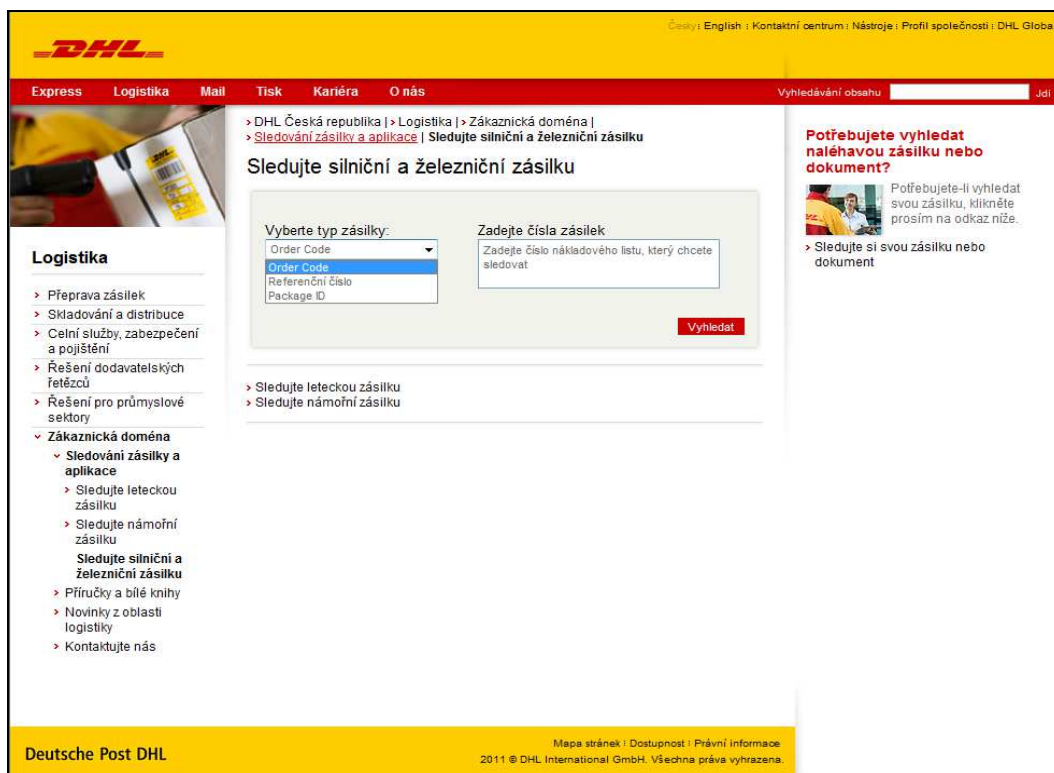 Česky English Kontaktní centrum Nástroje Profil společnosti DHL Globa
DHL
Express Logistika Mail Tisk Kariéra O nás Vyhledávání obsahu Jdi
DHL Česká republika | Logistika | Zákaznická doména |
Sledování zásilky a aplikace | Sledujte silniční a železniční zásilku
Sledujte silniční a železniční zásilku
Vyberte typ zásilky:
Order Code
Order Code
Referenční číslo
Package ID
Zadejte čísla zásilek
Zadejte číslo nákladového listu, který chcete
sledovat
Vyhledat
Sledujte leteckou zásilku
Sledujte námořní zásilku
Potřebujete vyhledat
naléhavou zásilku nebo
dokument?
Potřebujete-li vyhledat
svou zásilku, klikněte
prosím na odkaz níže.
Sledujte si svou zásilku nebo
dokument
Logistika
Přeprava zásilek
Skladování a distribuce
Celní služby, zabezpečení
a pojištění
Řešení dodavatelských
řetězců
Řešení pro průmyslové
sektory
Zákaznická doména
Sledování zásilky a
aplikace
Sledujte leteckou
zásilku
Sledujte námořní
zásilku
Sledujte silniční a
železniční zásilku
Příručky a bílé knihy
Novinky z oblasti
logistiky
Kontaktujte nás
Deutsche Post DHL
Mapa stránek Dostupnost Právní informace
2011 © DHL International GmbH. Všechna práva vyhrazena.